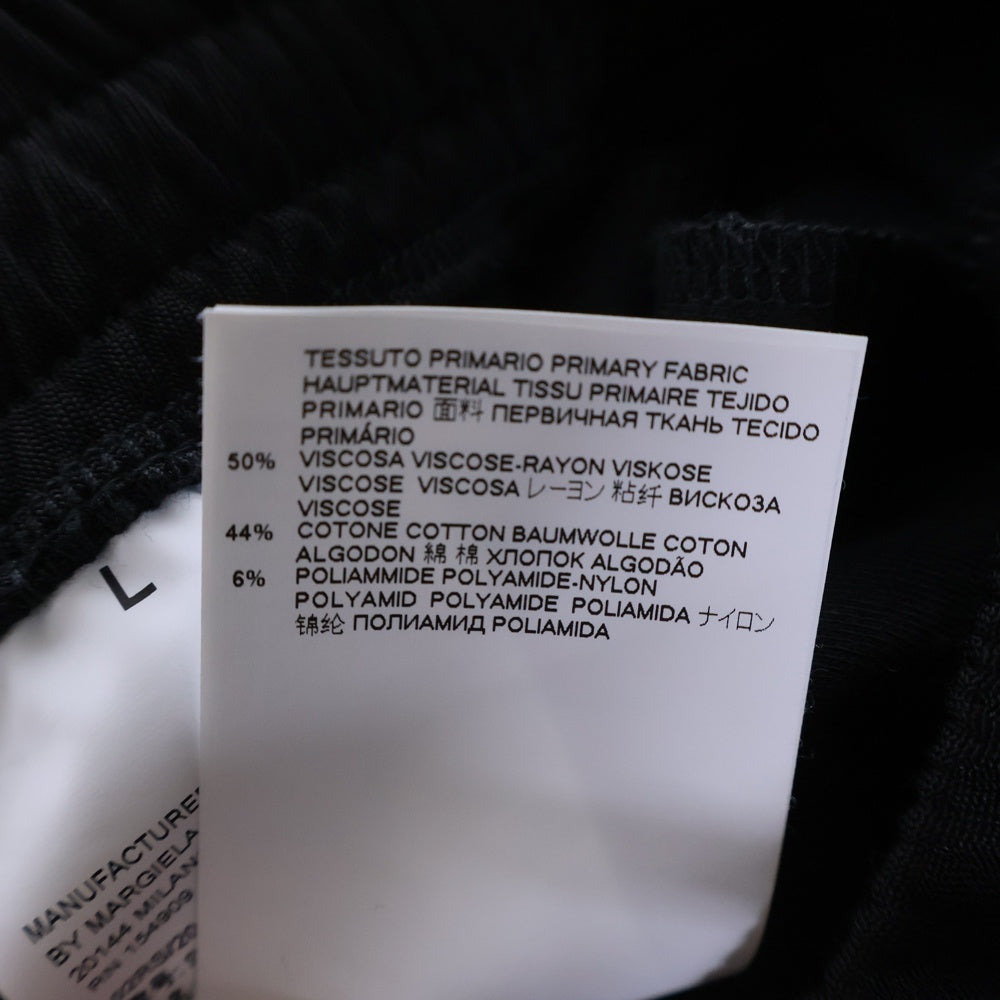 TESSUTO PRIMARIO PRIMARY FABRIC
HAUPTMATERIAL TISSU PRIMAIRE TEJIDO
PRIMARIO 面料 ПЕРВИЧНАЯ ТКАНЬ TECIDO
PRIMÁRIO
50% VISCOSA VISCOSE-RAYON VISKOSE
VISCOSE VISCOSA レーヨン 粘纤 ВИСКОЗА
VISCOSE
44% COTONE COTTON BAUMWOLLE COTON
ALGODON 綿 棉 ХЛОПОК ALGODÃO
6% POLIAMMIDE POLYAMIDE-NYLON
POLYAMID POLYAMIDE POLIAMIDA ナイロン
锦纶 ПОЛИАМИД POLIAMIDA
L
MANUFACTURE
BY MARGIELA
20144 MILAN
RN 154909